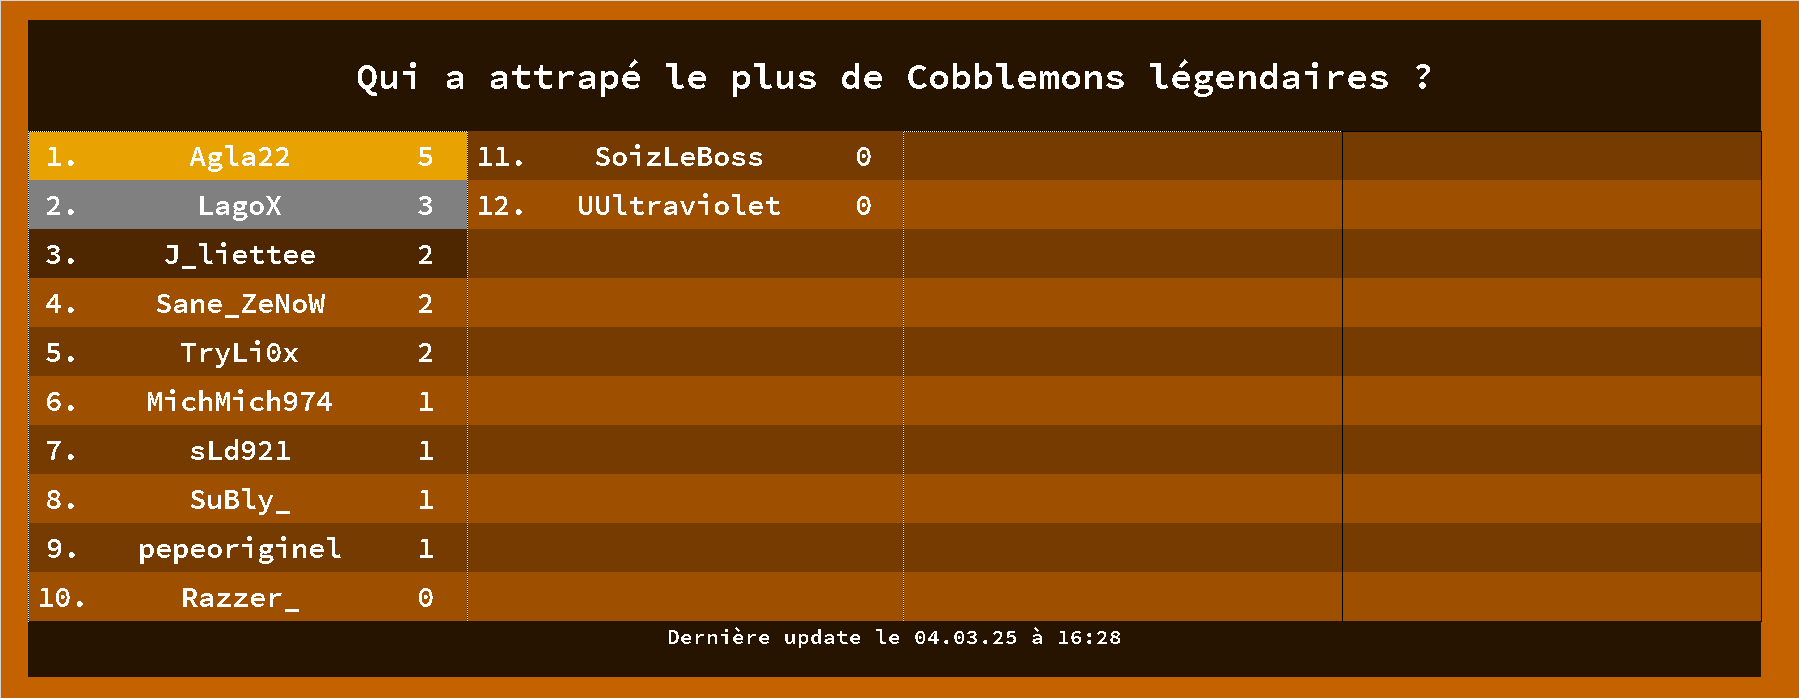 Qui a attrapé le plus de Cobblemons légendaires ?
1. Agla22 5
2. LagoX 3
3. J_liettee 2
4. Sane_ZeNoW 2
5. TryLi0x 2
6. MichMich974 1
7. sLd921 1
8. SuBly_ 1
9. pepeoriginel 1
10. Razzer_ 0
11. SoizLeBoss 0
12. UUltraviolet 0
Dernière update le 04.03.25 à 16:28